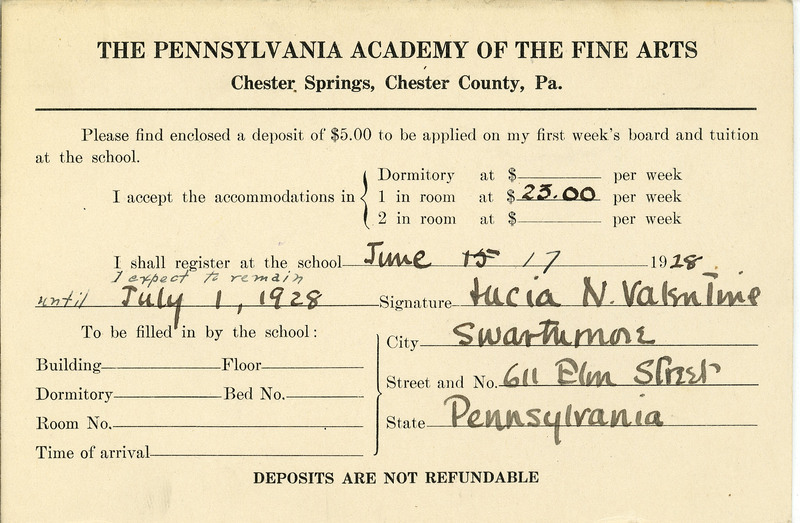 THE PENNSYLVANIA ACADEMY OF THE FINE ARTS
Chester Springs, Chester County, Pa.
Please find enclosed a deposit of $5.00 to be applied on my first week's board and tuition
at the school.
Dormitory at $ per week
I accept the accommodations in 1 in room at $ 23.00 per week
2 in room at $ per week
I shall register at the school June 15 17 1928
I expect to remain
until July 1, 1928 Signature Lucia N. Valentine
To be filled in by the school:
City Swarthmore
Building Floor
Street and No. 611 Elm Street
Dormitory Bed No.
Room No. State Pennsylvania
Time of arrival
DEPOSITS ARE NOT REFUNDABLE